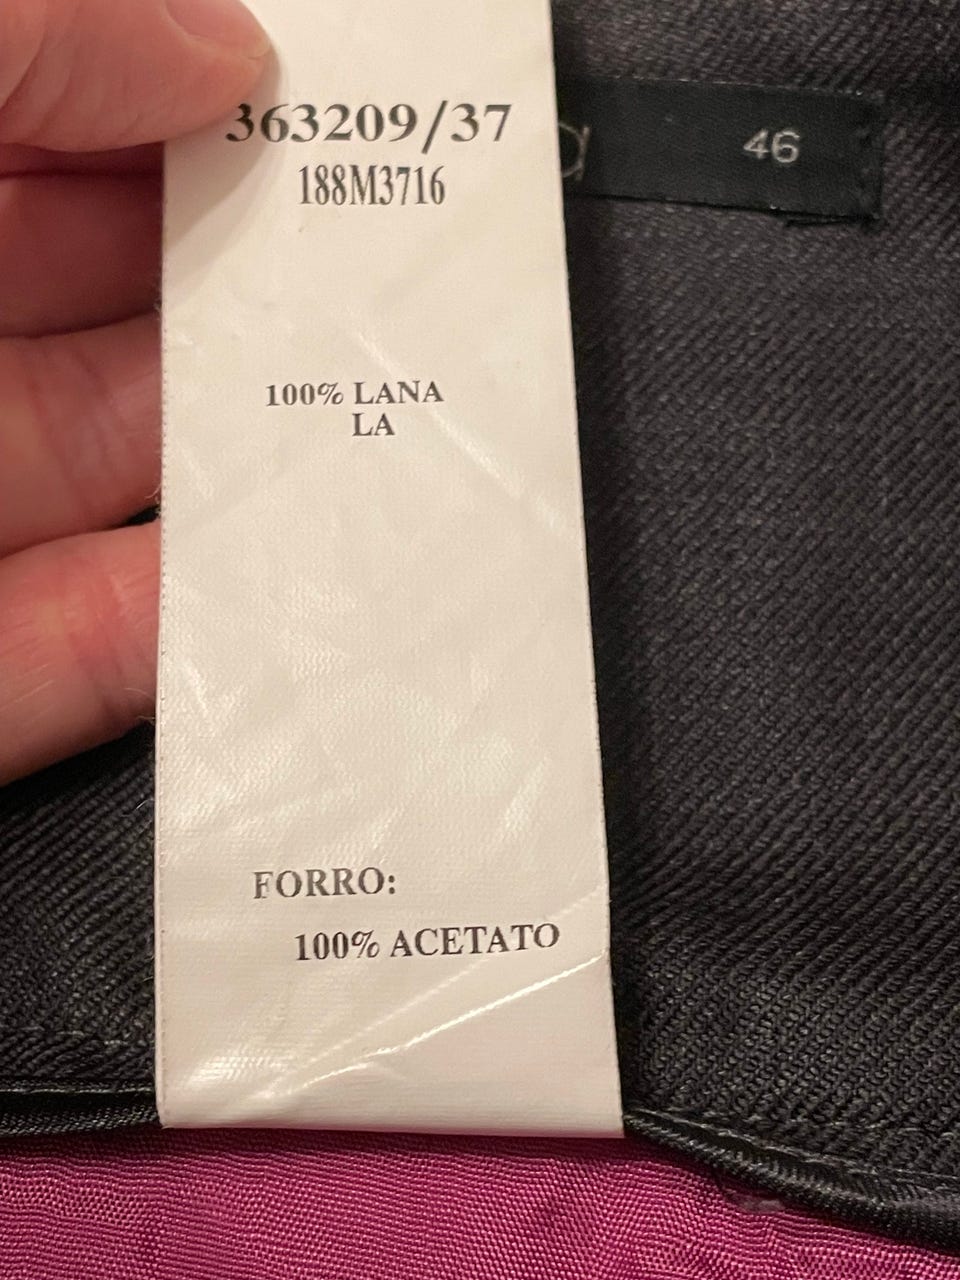 363209/37
188M3716
46
100% LANA
LA
FORRO:
100% ACETATO